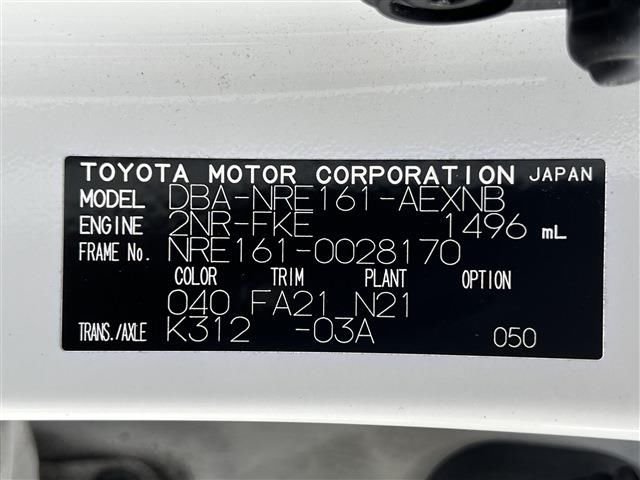 TOYOTA MOTOR CORPORATION JAPAN
MODEL DBA-NRE161-AEXNB
ENGINE 2NR-FKE 1496 mL
FRAME No. NRE161-0028170
COLOR TRIM PLANT OPTION
040 FA21 N21
TRANS./AXLE K312 -03A 050